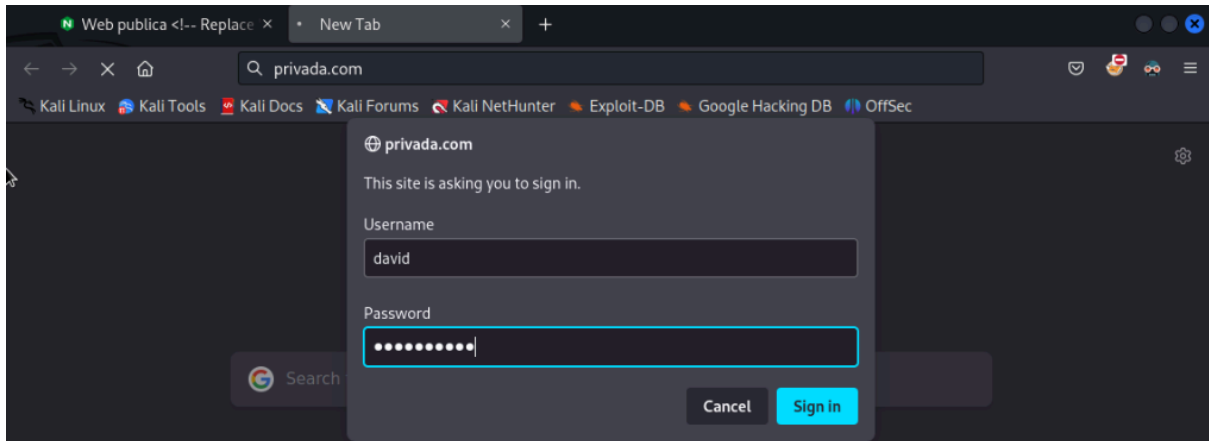 Web publica <!-- Replace
New Tab
privada.com
Kali Linux Kali Tools Kali Docs Kali Forums Kali NetHunter Exploit-DB Google Hacking DB OffSec
privada.com
This site is asking you to sign in.
Username
david
Password
••••••••••
Search
Cancel Sign in